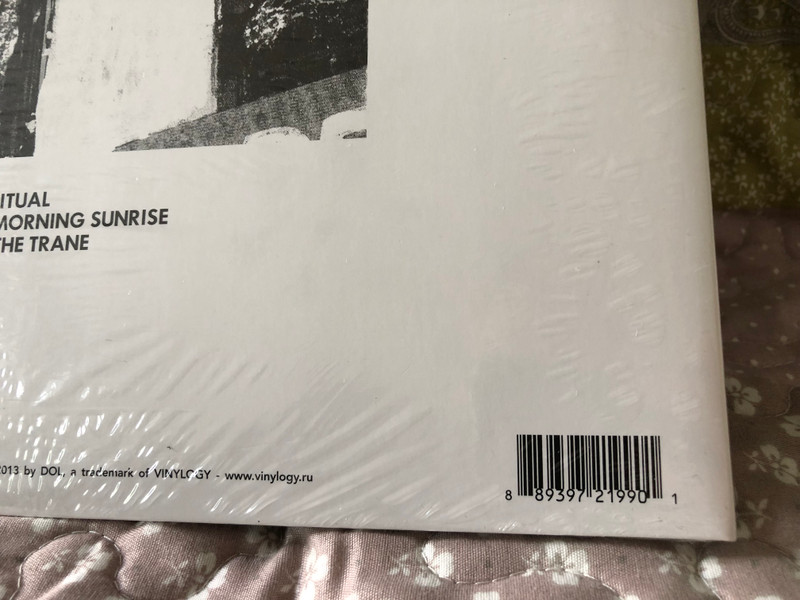 ITUAL
MORNING SUNRISE
THE TRANE
2013 by DOL, a trademark of VINYLOGY - www.vinylogy.ru
8 89397 21990 1